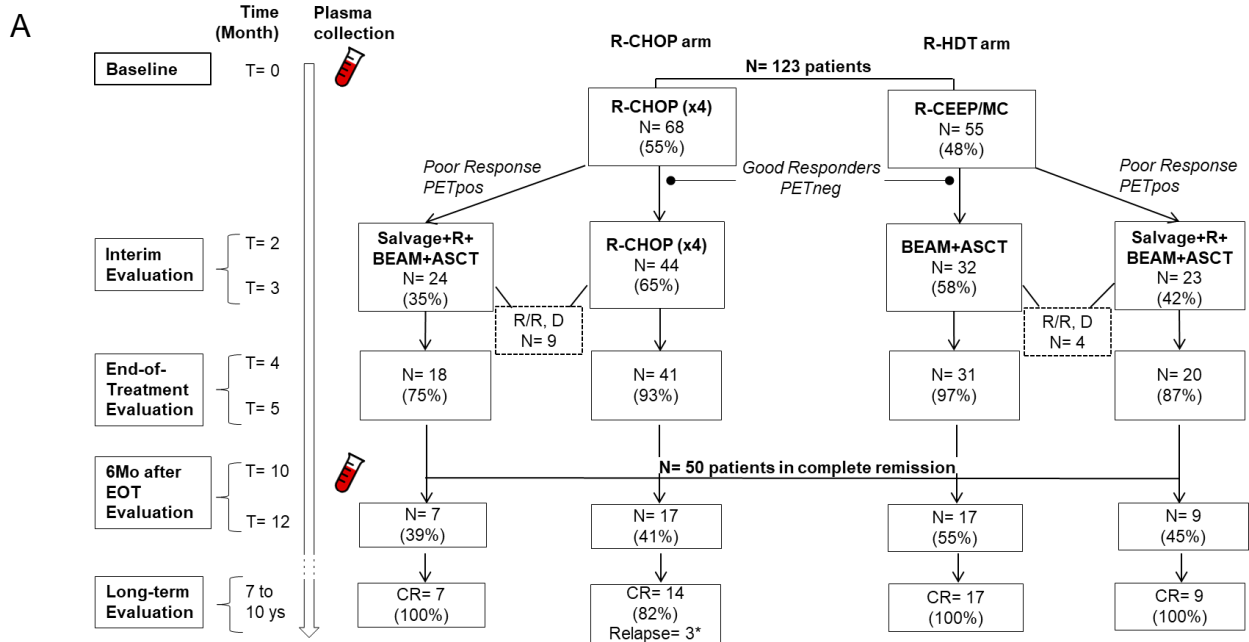 A
Time
(Month)
Plasma
collection
R-CHOP arm
R-HDT arm
Baseline
T= 0
N= 123 patients
R-CHOP (x4)
N= 68
(55%)
R-CEEP/MC
N= 55
(48%)
Poor Response
PETpos
Good Responders
PETneg
Poor Response
PETpos
Interim
Evaluation
T= 2
T= 3
Salvage+R+
BEAM+ASCT
N= 24
(35%)
R-CHOP (x4)
N= 44
(65%)
BEAM+ASCT
N= 32
(58%)
Salvage+R+
BEAM+ASCT
N= 23
(42%)
R/R, D
N= 9
R/R, D
N= 4
End-of-
Treatment
Evaluation
T= 4
T= 5
N= 18
(75%)
N= 41
(93%)
N= 31
(97%)
N= 20
(87%)
6Mo after
EOT
Evaluation
T= 10
T= 12
N= 50 patients in complete remission
N= 7
(39%)
N= 17
(41%)
N= 17
(55%)
N= 9
(45%)
Long-term
Evaluation
7 to
10 ys
CR= 7
(100%)
CR= 14
(82%)
Relapse= 3*
CR= 17
(100%)
CR= 9
(100%)